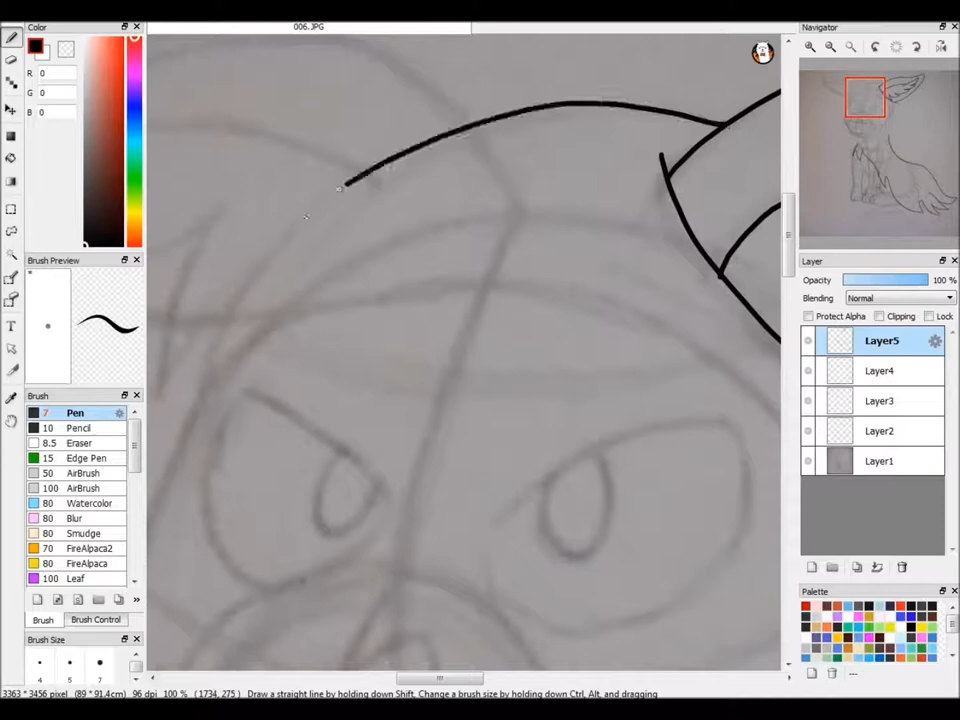 Color
006.JPG
Navigator
R 0
G 0
B 0
Brush Preview
Layer
Opacity 100 %
Blending Normal
Protect Alpha Clipping Lock
Layer5
Layer4
Layer3
Layer2
Layer1
Brush
7 Pen
10 Pencil
8.5 Eraser
15 Edge Pen
50 AirBrush
100 AirBrush
80 Watercolor
80 Blur
80 Smudge
70 FireAlpaca2
80 FireAlpaca
100 Leaf
Brush Brush Control
Brush Size
4 5 7
Palette
3363 * 3456 pixel (89 * 91.4cm) 96 dpi 100 % (1734, 275) Draw a straight line by holding down Shift, Change a brush size by holding down Ctrl, Alt, and dragging